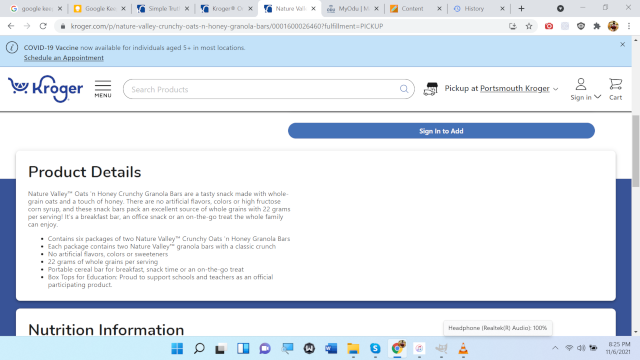 google kee
Google Kee
Simple Trut
Kroger® Ol
Nature Vall
MyOdu | M
Content
History
kroger.com/p/nature-valley-crunchy-oats-n-honey-granola-bars/0001600026460?fulfillment=PICKUP
COVID-19 Vaccine now available for individuals aged 5+ in most locations.
Schedule an Appointment
Kroger
MENU
Search Products
Pickup at Portsmouth Kroger
Sign in
Cart
Sign In to Add
Product Details
Nature Valley™ Oats 'n Honey Crunchy Granola Bars are a tasty snack made with whole-
grain oats and a touch of honey. There are no artificial flavors, colors or high fructose
corn syrup, and these snack bars pack an excellent source of whole grains with 22 grams
per serving! It's a breakfast bar, an office snack or an on-the-go treat the whole family
can enjoy.
• Contains six packages of two Nature Valley™ Crunchy Oats 'n Honey Granola Bars
• Each package contains two Nature Valley™ granola bars with a classic crunch
• No artificial flavors, colors or sweeteners
• 22 grams of whole grains per serving
• Portable cereal bar for breakfast, snack time or an on-the-go treat
• Box Tops for Education: Proud to support schools and teachers as an official
participating product.
Nutrition Information
Headphone (Realtek(R) Audio): 100%
8:25 PM
11/6/2021